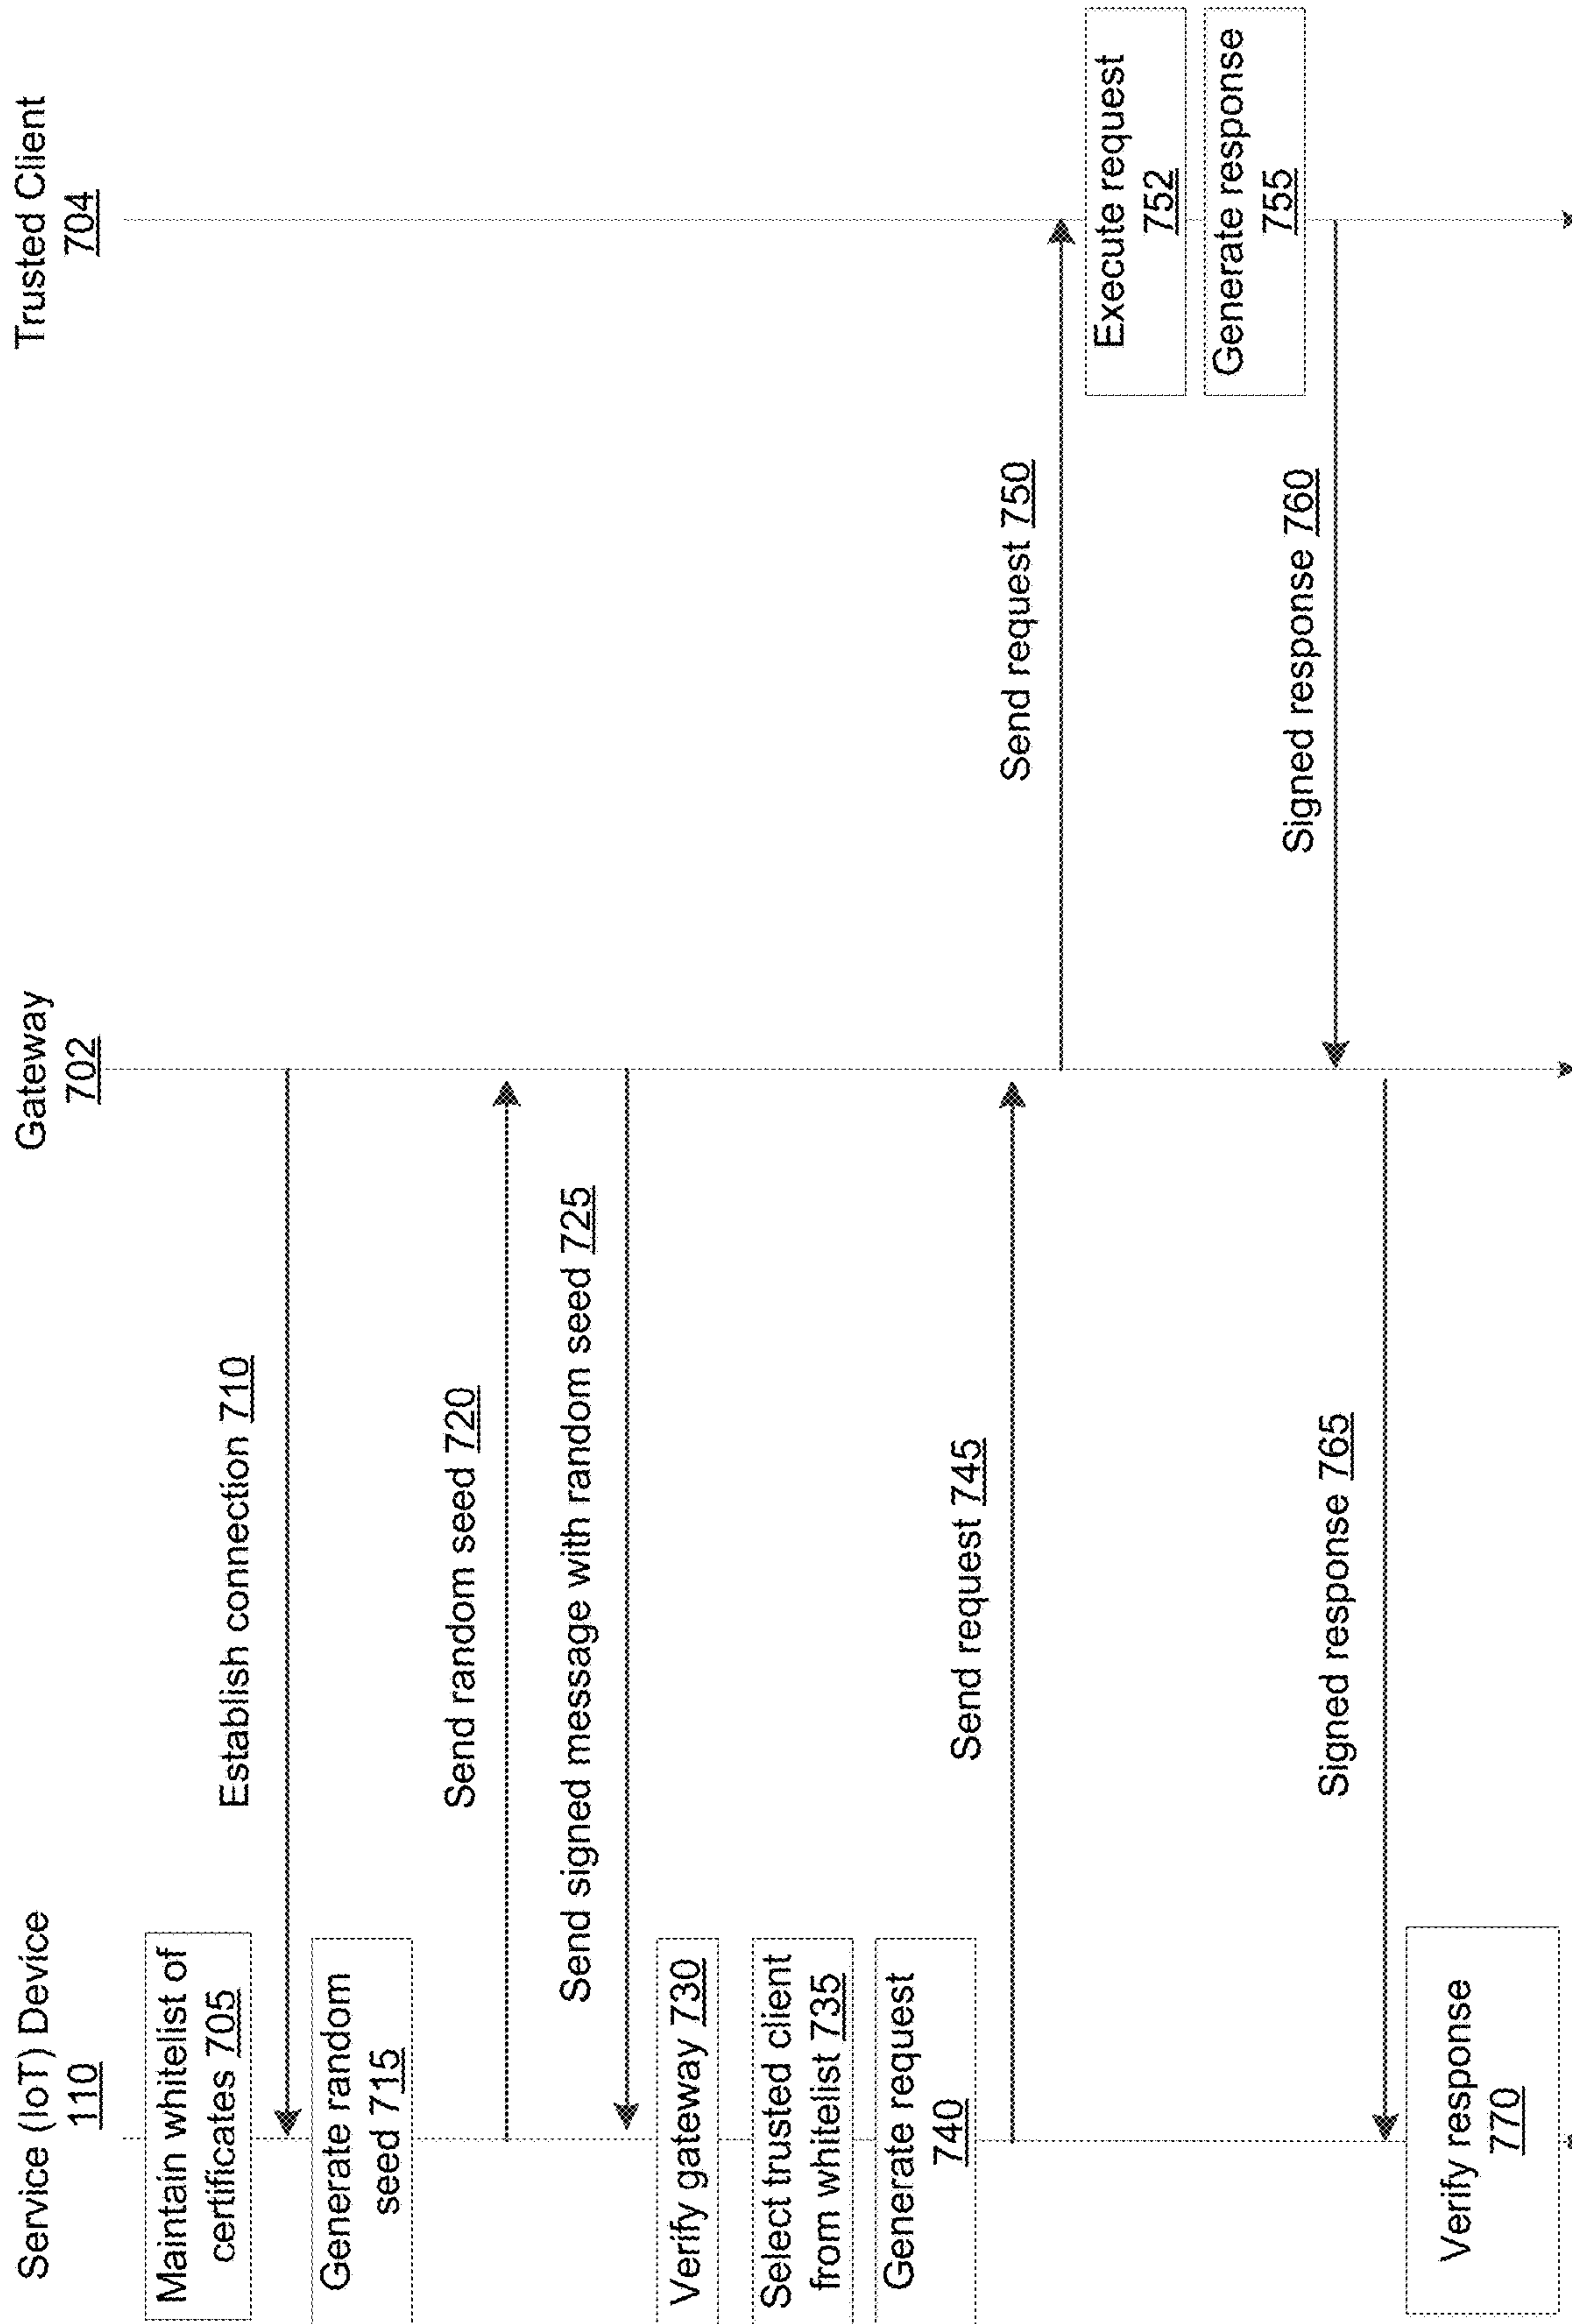 Service (IoT) Device
110
Gateway
702
Trusted Client
704
Maintain whitelist of
certificates 705
Establish connection 710
Generate random
seed 715
Send random seed 720
Send signed message with random seed 725
Verify gateway 730
Select trusted client
from whitelist 735
Generate request
740
Send request 745
Send request 750
Execute request
752
Generate response
755
Signed response 760
Signed response 765
Verify response
770